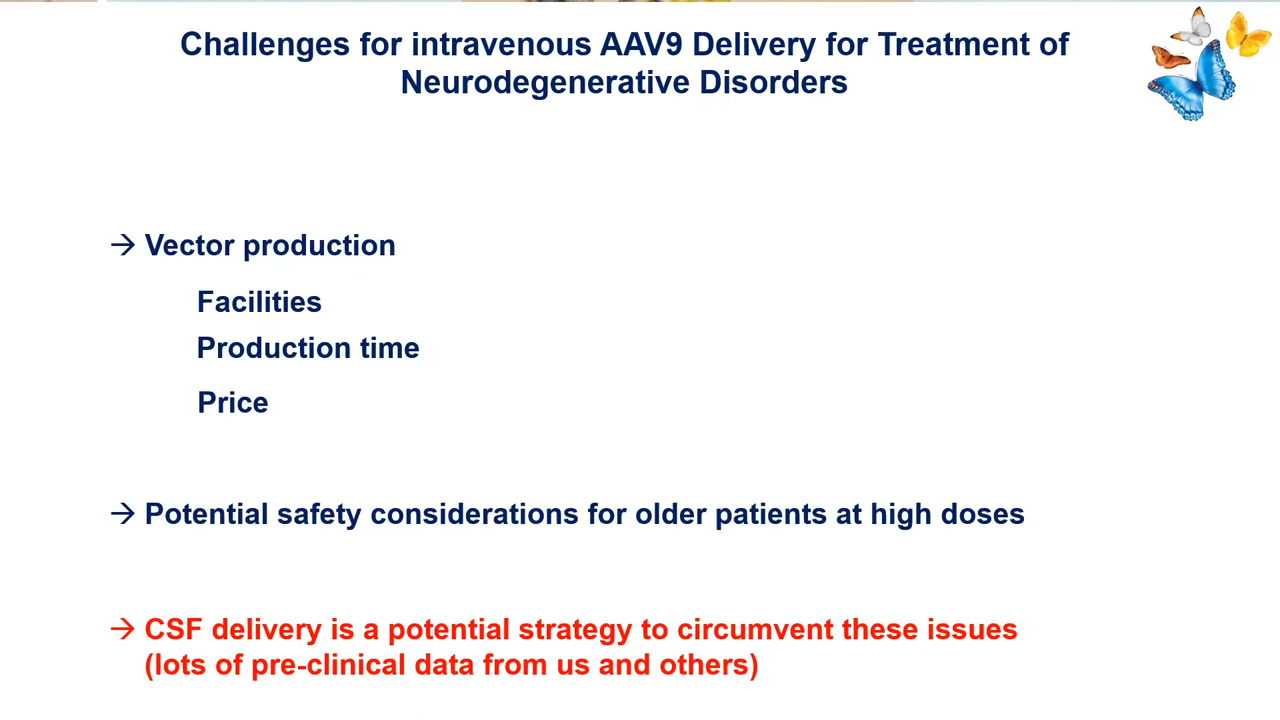 Challenges for intravenous AAV9 Delivery for Treatment of
Neurodegenerative Disorders
→ Vector production
Facilities
Production time
Price
→ Potential safety considerations for older patients at high doses
→ CSF delivery is a potential strategy to circumvent these issues
(lots of pre-clinical data from us and others)